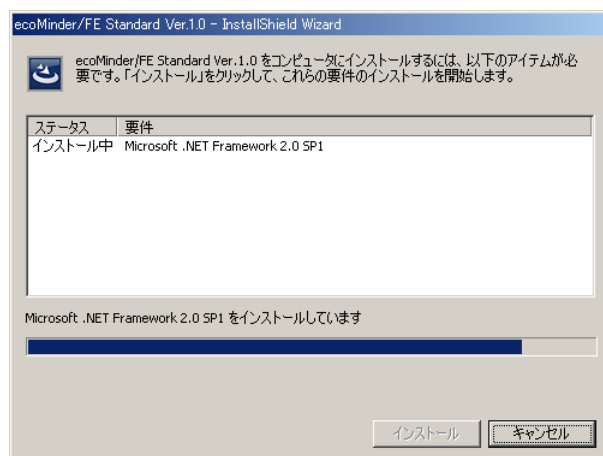 ecoMinder/FE Standard Ver.1.0 - InstallShield Wizard
ecoMinder/FE Standard Ver.1.0 をコンピュータにインストールするには、以下のアイテムが必
要です。「インストール」をクリックして、これらの要件のインストールを開始します。
ステータス 要件
インストール中 Microsoft .NET Framework 2.0 SP1
Microsoft .NET Framework 2.0 SP1 をインストールしています
インストール キャンセル